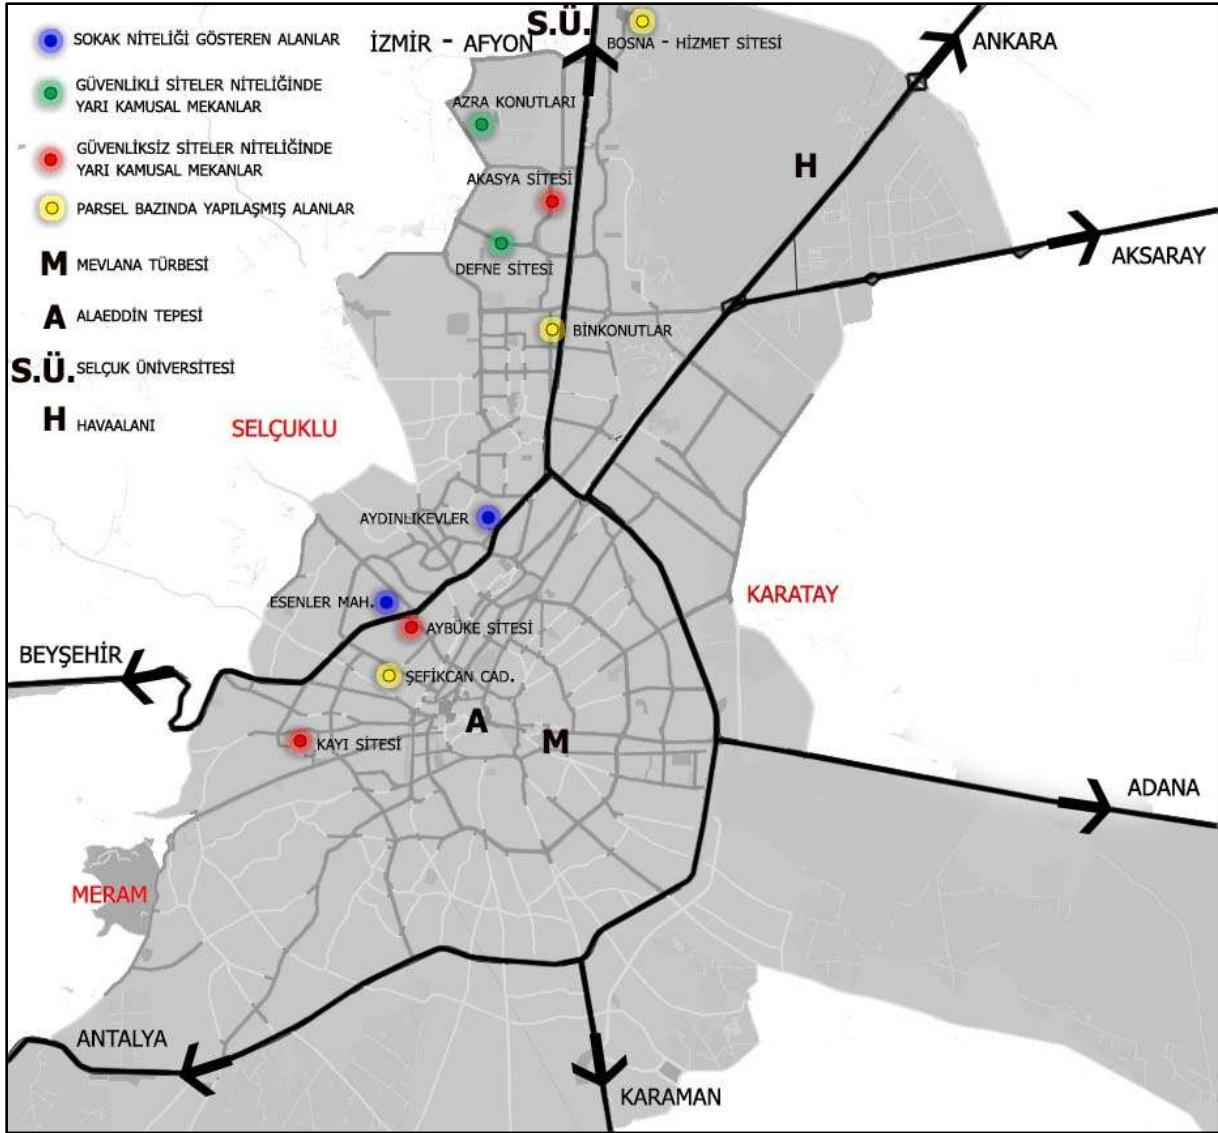 SOKAK NİTELİĞİ GÖSTEREN ALANLAR
GÜVENLİKLİ SİTELER NİTELİĞİNDE
YARI KAMUSAL MEKANLAR
GÜVENLİKSİZ SİTELER NİTELİĞİNDE
YARI KAMUSAL MEKANLAR
PARSEL BAZINDA YAPILAŞMIŞ ALANLAR
M MEVLANA TÜRBESİ
A ALAEDDİN TEPESİ
S.Ü. SELÇUK ÜNİVERSİTESİ
H HAVAALANI
S.Ü.
İZMİR - AFYON
BOSNA - HİZMET SİTESİ
ANKARA
AZRA KONUTLARI
H
AKASYA SİTESİ
AKSARAY
DEFNE SİTESİ
BİNKONUTLAR
SELÇUKLU
AYDINLIKEVLER
KARATAY
ESENLER MAH.
AYBÜKE SİTESİ
BEYŞEHİR
ŞEFİKCAN CAD.
A
M
KAYI SİTESİ
ADANA
MERAM
ANTALYA
KARAMAN